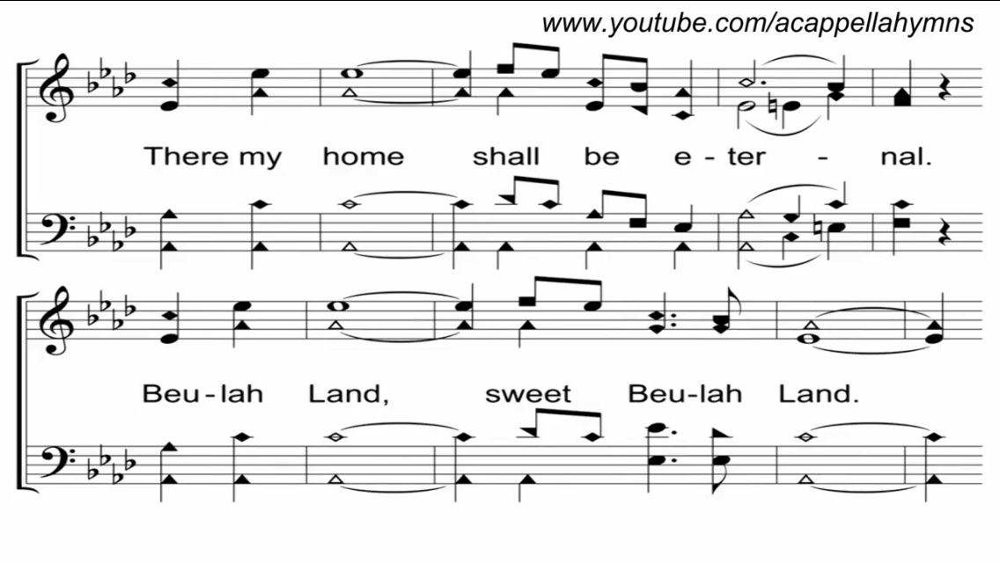 www.youtube.com/acappellahymns
There my home shall be e - ter - nal.
Beu - lah Land, sweet Beu-lah Land.